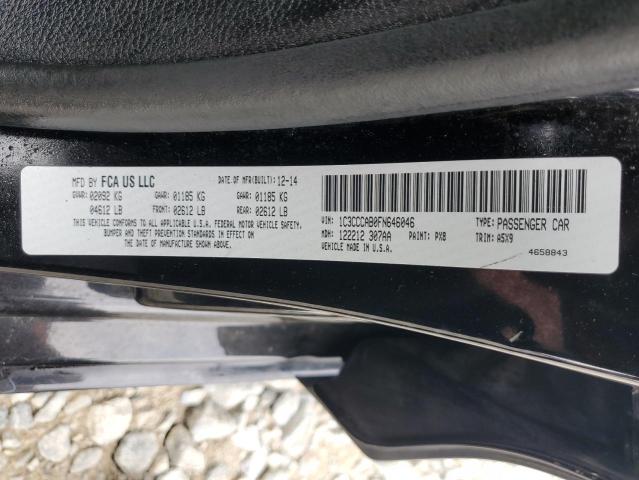 MFD BY FCA US LLC DATE OF MFR(BUILT): 12-14
GVWR: 02092 KG GAWR: 01185 KG GAWR: 01185 KG
04612 LB FRONT: 02612 LB REAR: 02612 LB
THIS VEHICLE CONFORMS TO ALL APPLICABLE U.S.A. FEDERAL MOTOR VEHICLE SAFETY,
BUMPER AND THEFT PREVENTION STANDARDS IN EFFECT ON
THE DATE OF MANUFACTURE SHOWN ABOVE. VEHICLE MADE IN U.S.A.
VIN: 1C3CCCAB0FN646046 TYPE: PASSENGER CAR
MDH: 122212 307AA PAINT: PX8 TRIM: A5X9
VEHICLE MADE IN U.S.A. 4658843